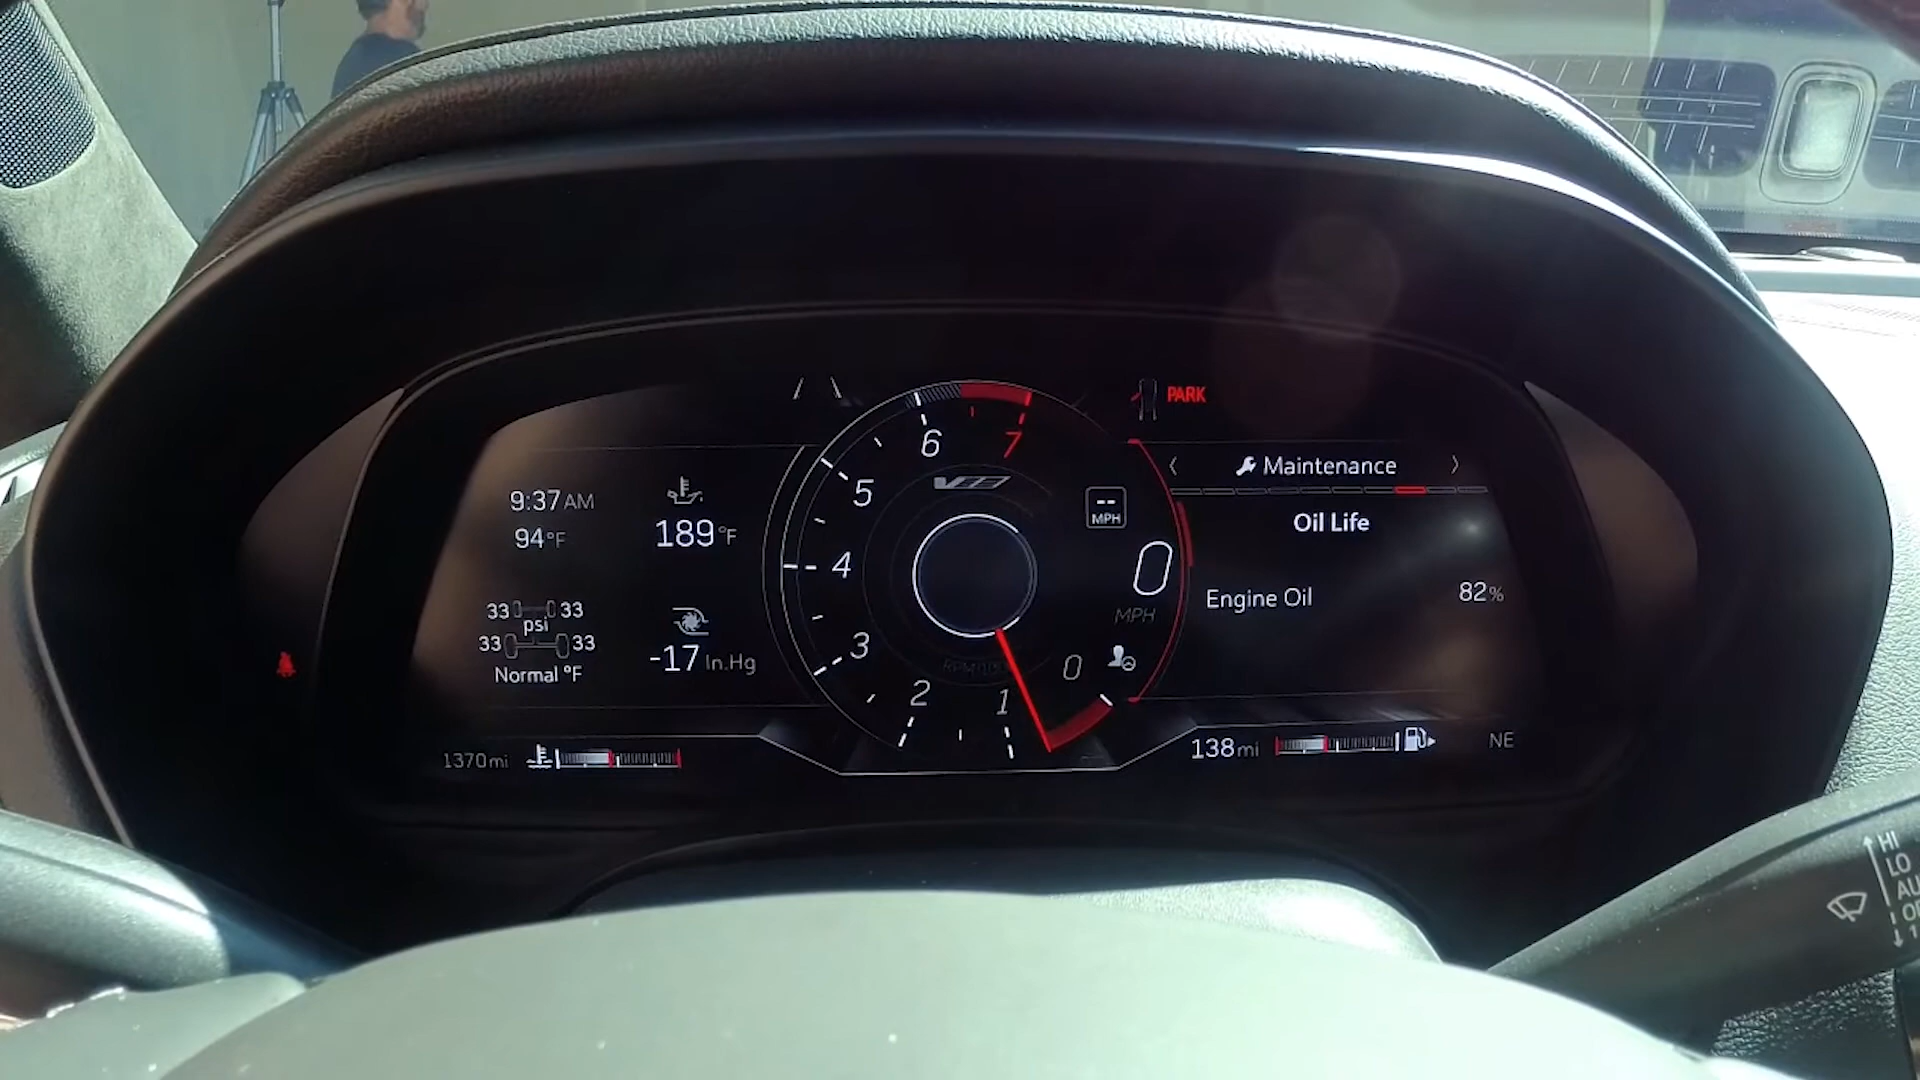 PARK
9:37 AM
94°F
189°F
33 33
psi
33 33
Normal °F
-17 In.Hg
1370mi
6
7
5
4
3
2
1
0
V
--
MPH
0
MPH
Maintenance
Oil Life
Engine Oil 82%
138mi
NE
HI
LO